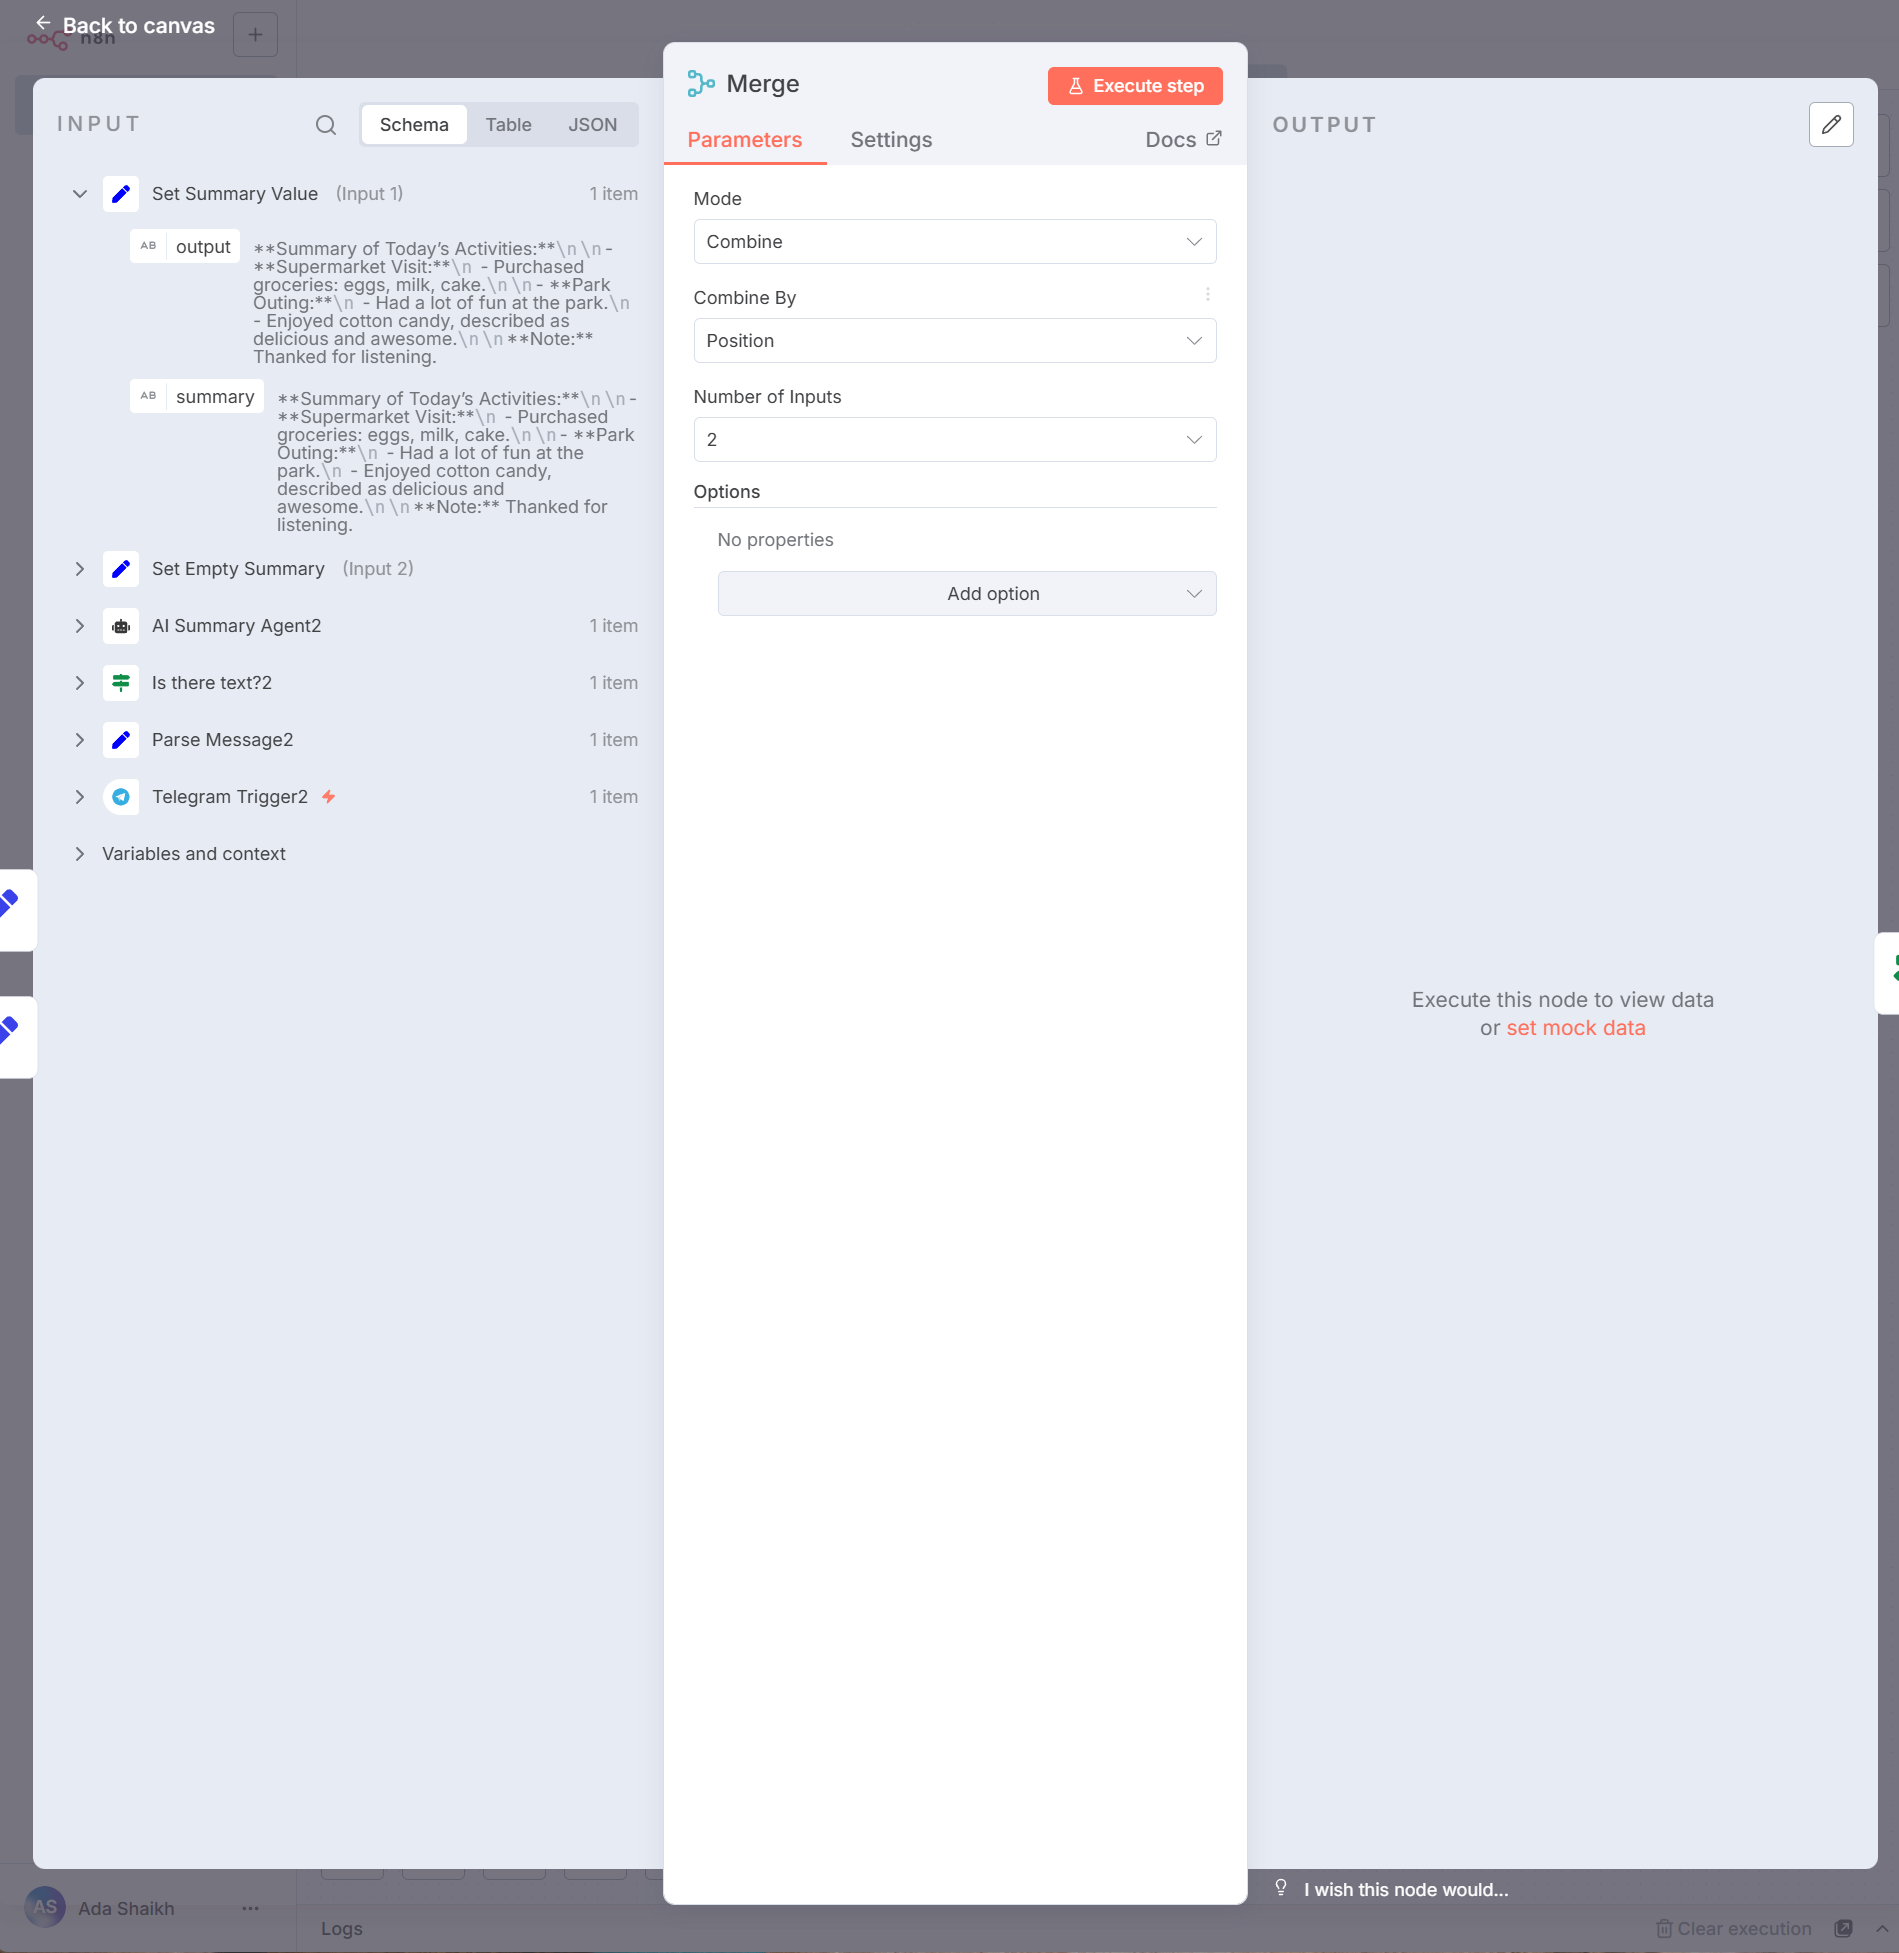 Back to canvas
n8n
INPUT
Schema
Table
JSON
Set Summary Value (Input 1)
1 item
AB output
**Summary of Today’s Activities:**\n\n-
**Supermarket Visit:**\n - Purchased
groceries: eggs, milk, cake.\n\n- **Park
Outing:**\n - Had a lot of fun at the park.\n
- Enjoyed cotton candy, described as
delicious and awesome.\n\n**Note:**
Thanked for listening.
AB summary
**Summary of Today’s Activities:**\n\n-
**Supermarket Visit:**\n - Purchased
groceries: eggs, milk, cake.\n\n- **Park
Outing:**\n - Had a lot of fun at the
park.\n - Enjoyed cotton candy,
described as delicious and
awesome.\n\n**Note:** Thanked for
listening.
Set Empty Summary (Input 2)
AI Summary Agent2
1 item
Is there text?2
1 item
Parse Message2
1 item
Telegram Trigger2
1 item
Variables and context
Merge
Execute step
Parameters
Settings
Docs
Mode
Combine
Combine By
Position
Number of Inputs
2
Options
No properties
Add option
OUTPUT
Execute this node to view data
or set mock data
I wish this node would...
AS
Ada Shaikh
Logs
Clear execution